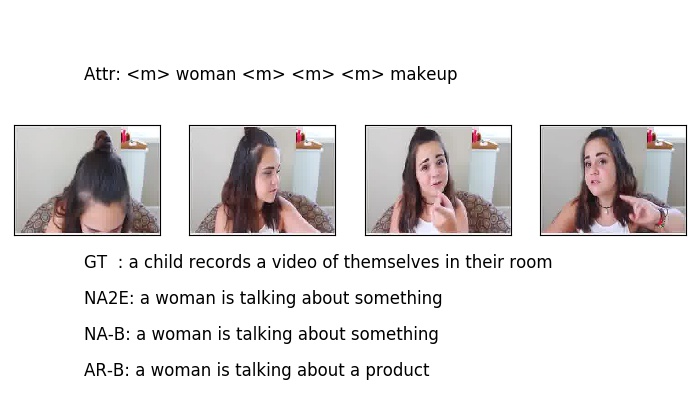 Attr: <m> woman <m> <m> <m> makeup
GT  : a child records a video of themselves in their room
NA2E: a woman is talking about something
NA-B: a woman is talking about something
AR-B: a woman is talking about a product